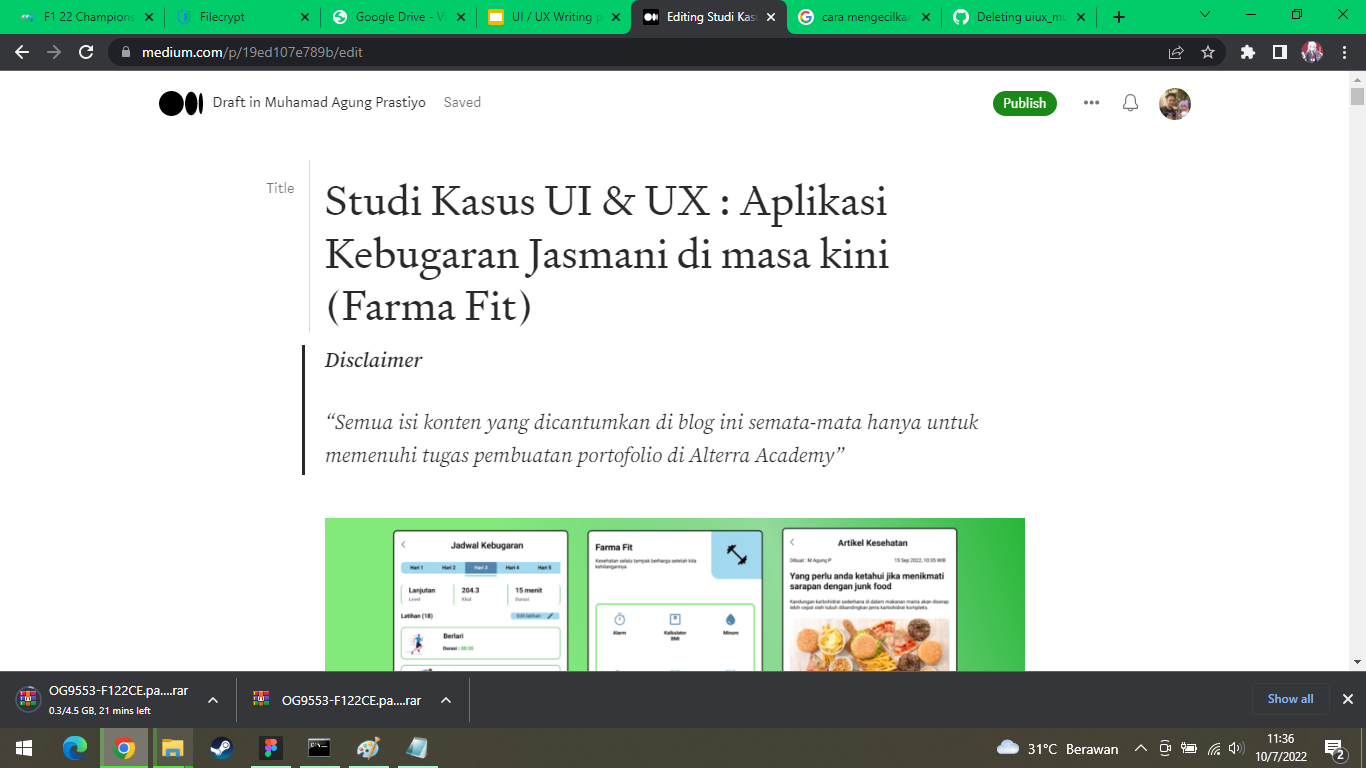 F1 22 Champions
Filecrypt
Google Drive - Vi
UI / UX Writing p
Editing Studi Kas
cara mengecilkan
Deleting uiux_mu
medium.com/p/19ed107e789b/edit
Draft in Muhamad Agung Prastiyo
Saved
Publish
Title
Studi Kasus UI & UX : Aplikasi
Kebugaran Jasmani di masa kini
(Farma Fit)
Disclaimer
“Semua isi konten yang dicantumkan di blog ini semata-mata hanya untuk
memenuhi tugas pembuatan portofolio di Alterra Academy”
Jadwal Kebugaran
Hari 1 Hari 2 Hari 3 Hari 4 Hari 5
Lanjutan 204.3 15 menit
Level Kkal Durasi
Latihan (18) Edit latihan
Berlari
Durasi : 00:30
Farma Fit
Kesehatan selalu tampak berharga setelah kita
kehilangannya
Alarm Kalkulator Minum
BMI
Artikel Kesehatan
Dibuat : M Agung P 15 Sep 2022, 10:35 WIB
Yang perlu anda ketahui jika menikmati
sarapan dengan junk food
Kandungan karbohidrat sederhana di dalam makanan manis akan diserap
lebih cepat oleh tubuh dibandingkan jenis karbohidrat kompleks.
OG9553-F122CE.pa....rar
0.3/4.5 GB, 21 mins left
OG9553-F122CE.pa....rar
Show all
31°C Berawan
11:36
10/7/2022
2